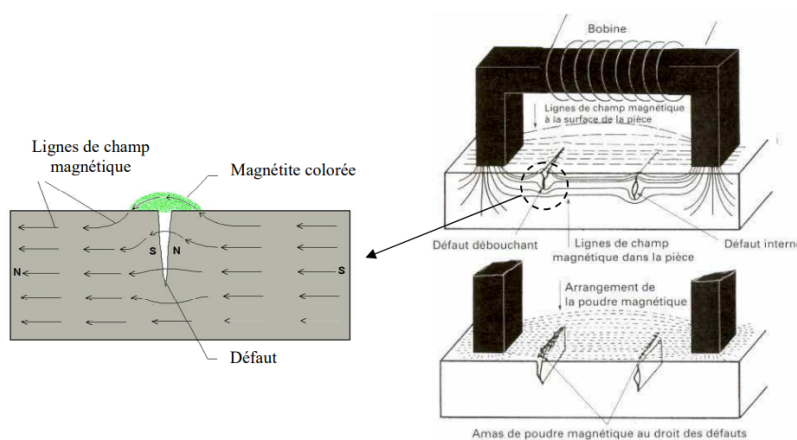 Bobine
Lignes de champ magnétique
à la surface de la pièce
Lignes de champ
magnétique
Magnétite colorée
S
N
N
S
Défaut
Défaut débouchant
Lignes de champ
magnétique dans la pièce
Défaut interne
Arrangement de
la poudre magnétique
Amas de poudre magnétique au droit des défauts